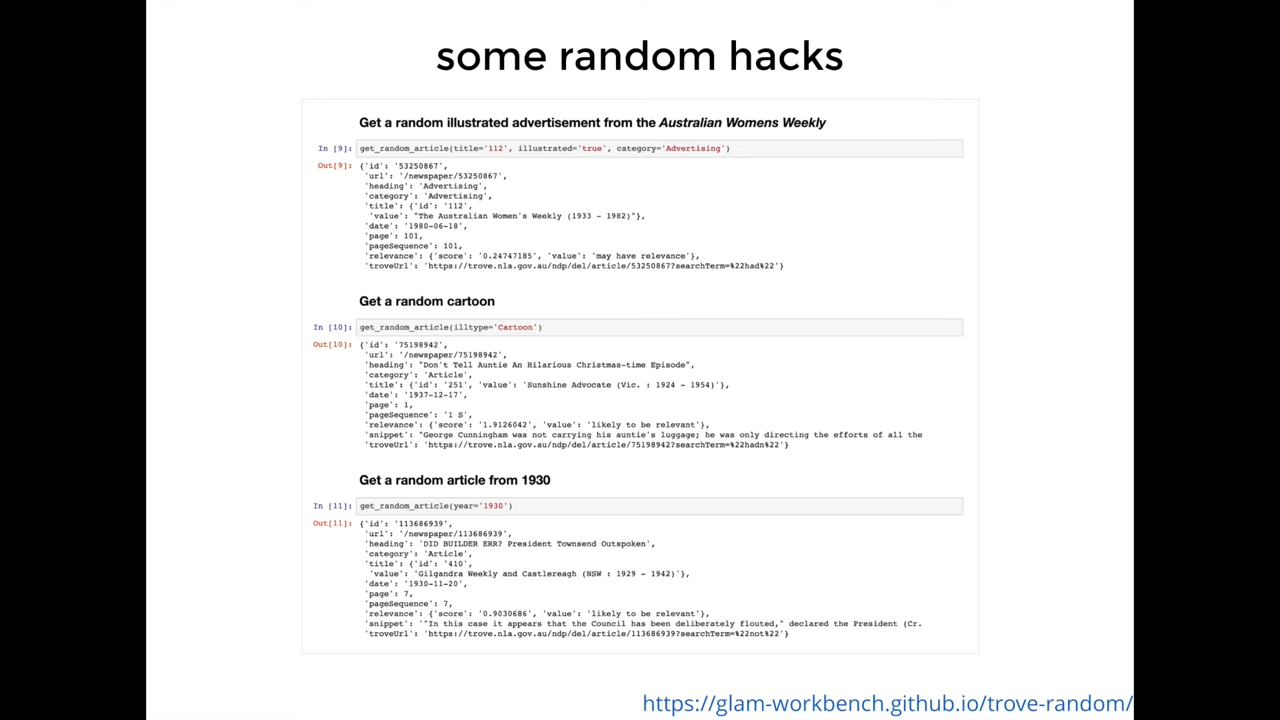 some random hacks
Get a random illustrated advertisement from the Australian Womens Weekly
In [9]: get_random_article(title='112', illustrated='true', category='Advertising')
Out[9]: {'id': '53250867',
'url': '/newspaper/53250867',
'heading': 'Advertising',
'category': 'Advertising',
'title': {'id': '112',
'value': "The Australian Women's Weekly (1933 - 1982)"},
'date': '1980-06-18',
'page': 101,
'pageSequence': 101,
'relevance': {'score': '0.24747185', 'value': 'may have relevance'},
'troveUrl': 'https://trove.nla.gov.au/ndp/del/article/53250867?searchTerm=%22had%22'}
Get a random cartoon
In [10]: get_random_article(illtype='Cartoon')
Out[10]: {'id': '75198942',
'url': '/newspaper/75198942',
'heading': "Don't Tell Auntie An Hilarious Christmas-time Episode",
'category': 'Article',
'title': {'id': '251', 'value': 'Sunshine Advocate (Vic. : 1924 - 1954)'},
'date': '1937-12-17',
'page': 1,
'pageSequence': '1 S',
'relevance': {'score': '1.9126042', 'value': 'likely to be relevant'},
'snippet': "George Cunningham was not carrying his auntie's luggage; he was only directing the efforts of all the
'troveUrl': 'https://trove.nla.gov.au/ndp/del/article/75198942?searchTerm=%22hadn%22'}
Get a random article from 1930
In [11]: get_random_article(year='1930')
Out[11]: {'id': '113686939',
'url': '/newspaper/113686939',
'heading': 'DID BUILDER ERR? President Townsend Outspoken',
'category': 'Article',
'title': {'id': '410',
'value': 'Gilgandra Weekly and Castlereagh (NSW : 1929 - 1942)'},
'date': '1930-11-20',
'page': 7,
'pageSequence': 7,
'relevance': {'score': '0.9030686', 'value': 'likely to be relevant'},
'snippet': '"In this case it appears that the Council has been deliberately flouted," declared the President (Cr.
'troveUrl': 'https://trove.nla.gov.au/ndp/del/article/113686939?searchTerm=%22not%22'}
https://glam-workbench.github.io/trove-random/